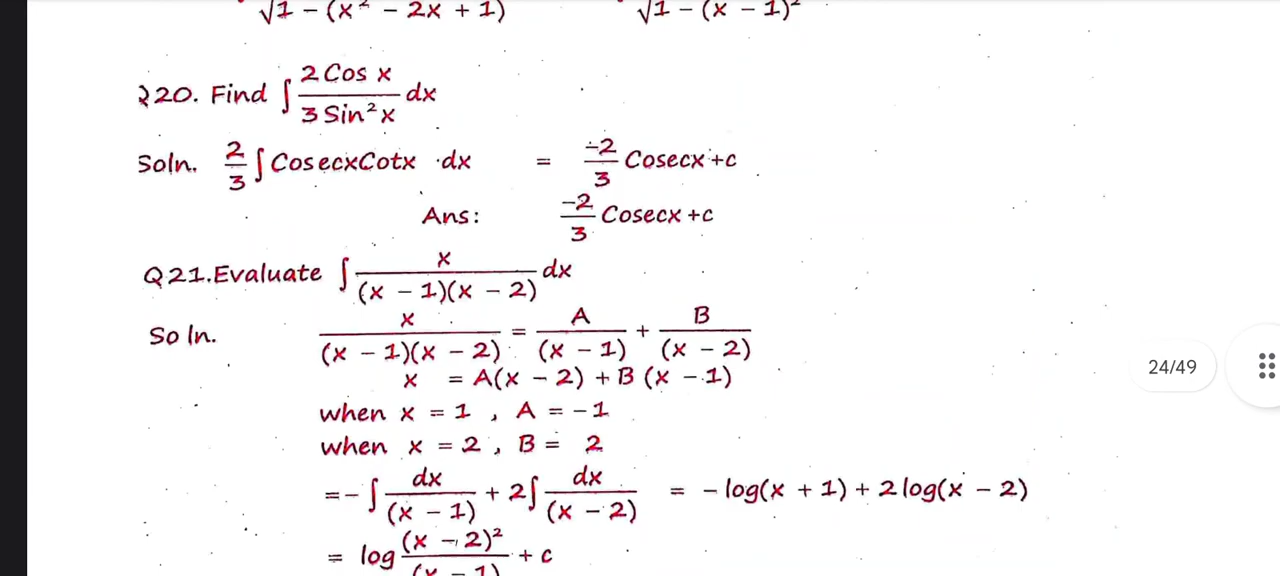 √1 − (x² − 2x + 1) √1 − (x − 1)²
Q20. Find ∫ 2 Cos x / 3 Sin²x dx
Soln. 2/3 ∫ CosecxCotx · dx = −2/3 Cosecx + c
Ans: −2/3 Cosecx + c
Q21.Evaluate ∫ x / (x − 1)(x − 2) dx
So ln. x / (x − 1)(x − 2) = A / (x − 1) + B / (x − 2)
x = A(x − 2) + B (x − 1)
when x = 1 , A = −1
when x = 2 , B = 2
= − ∫ dx / (x − 1) + 2∫ dx / (x − 2) = − log(x + 1) + 2 log(x − 2)
= log (x − 2)² / (x − 1) + c
24/49